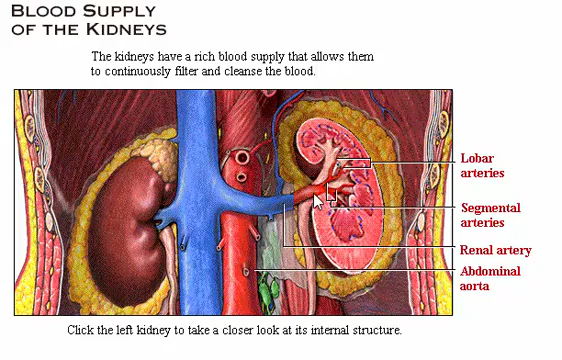 BLOOD SUPPLY
OF THE KIDNEYS
The kidneys have a rich blood supply that allows them
to continuously filter and cleanse the blood.
Lobar
arteries
Segmental
arteries
Renal artery
Abdominal
aorta
Click the left kidney to take a closer look at its internal structure.